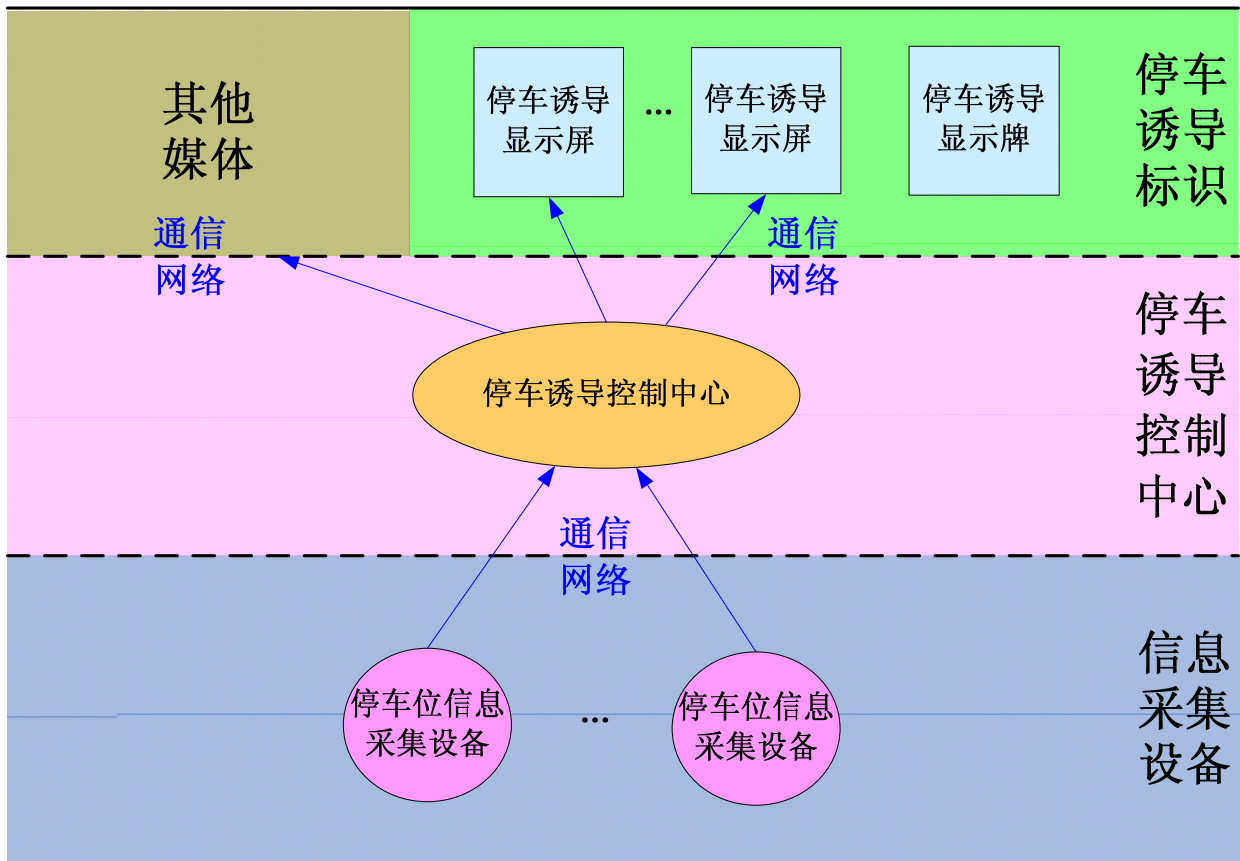 其他
媒体
停车诱导
显示屏
...
停车诱导
显示屏
停车诱导
显示牌
停车
诱导
标识
通信
网络
通信
网络
停车诱导控制中心
停车
诱导
控制
中心
通信
网络
停车位信息
采集设备
...
停车位信息
采集设备
信息
采集
设备